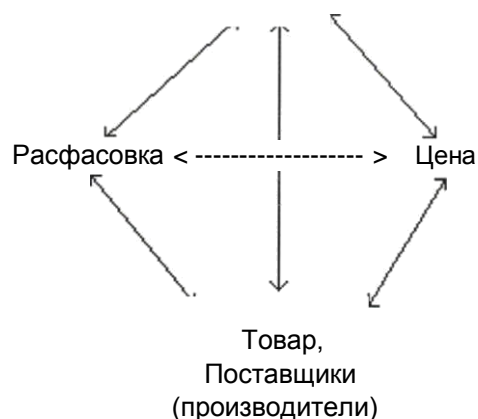 Расфасовка < -------------------- > Цена
Товар,
Поставщики
(производители)